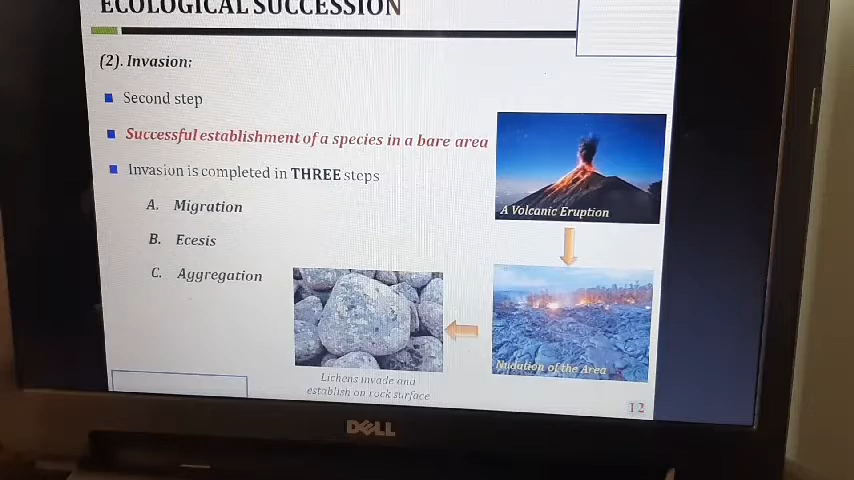 ECOLOGICAL SUCCESSION
(2). Invasion:
Second step
Successful establishment of a species in a bare area
Invasion is completed in THREE steps
A. Migration
B. Ecesis
C. Aggregation
A Volcanic Eruption
Nudation of the Area
Lichens invade and
establish on rock surface
12
DELL